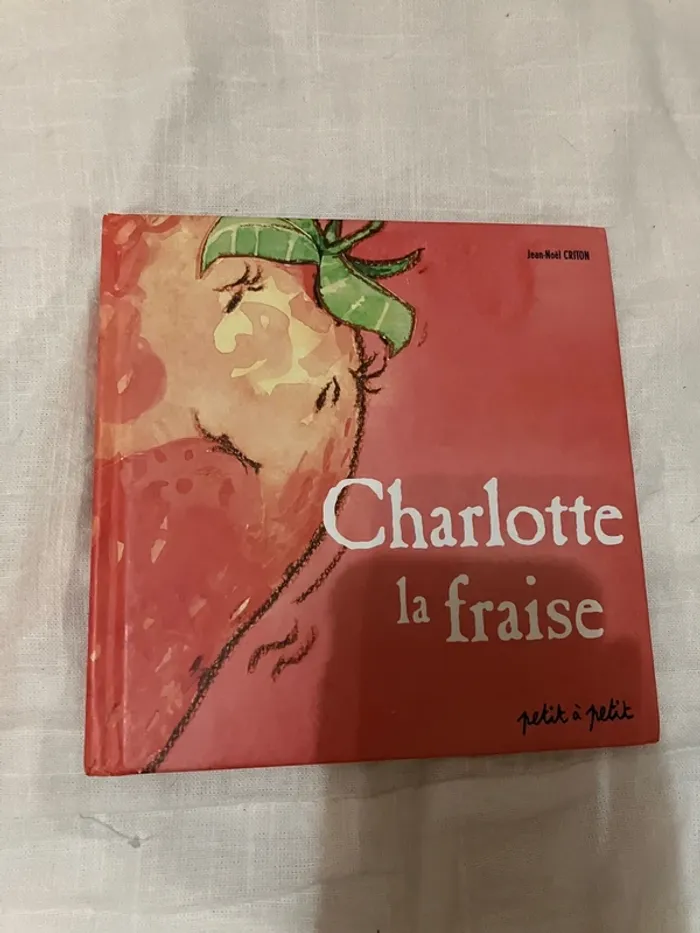 Jean-Noël CRITON
Charlotte
la fraise
petit à petit